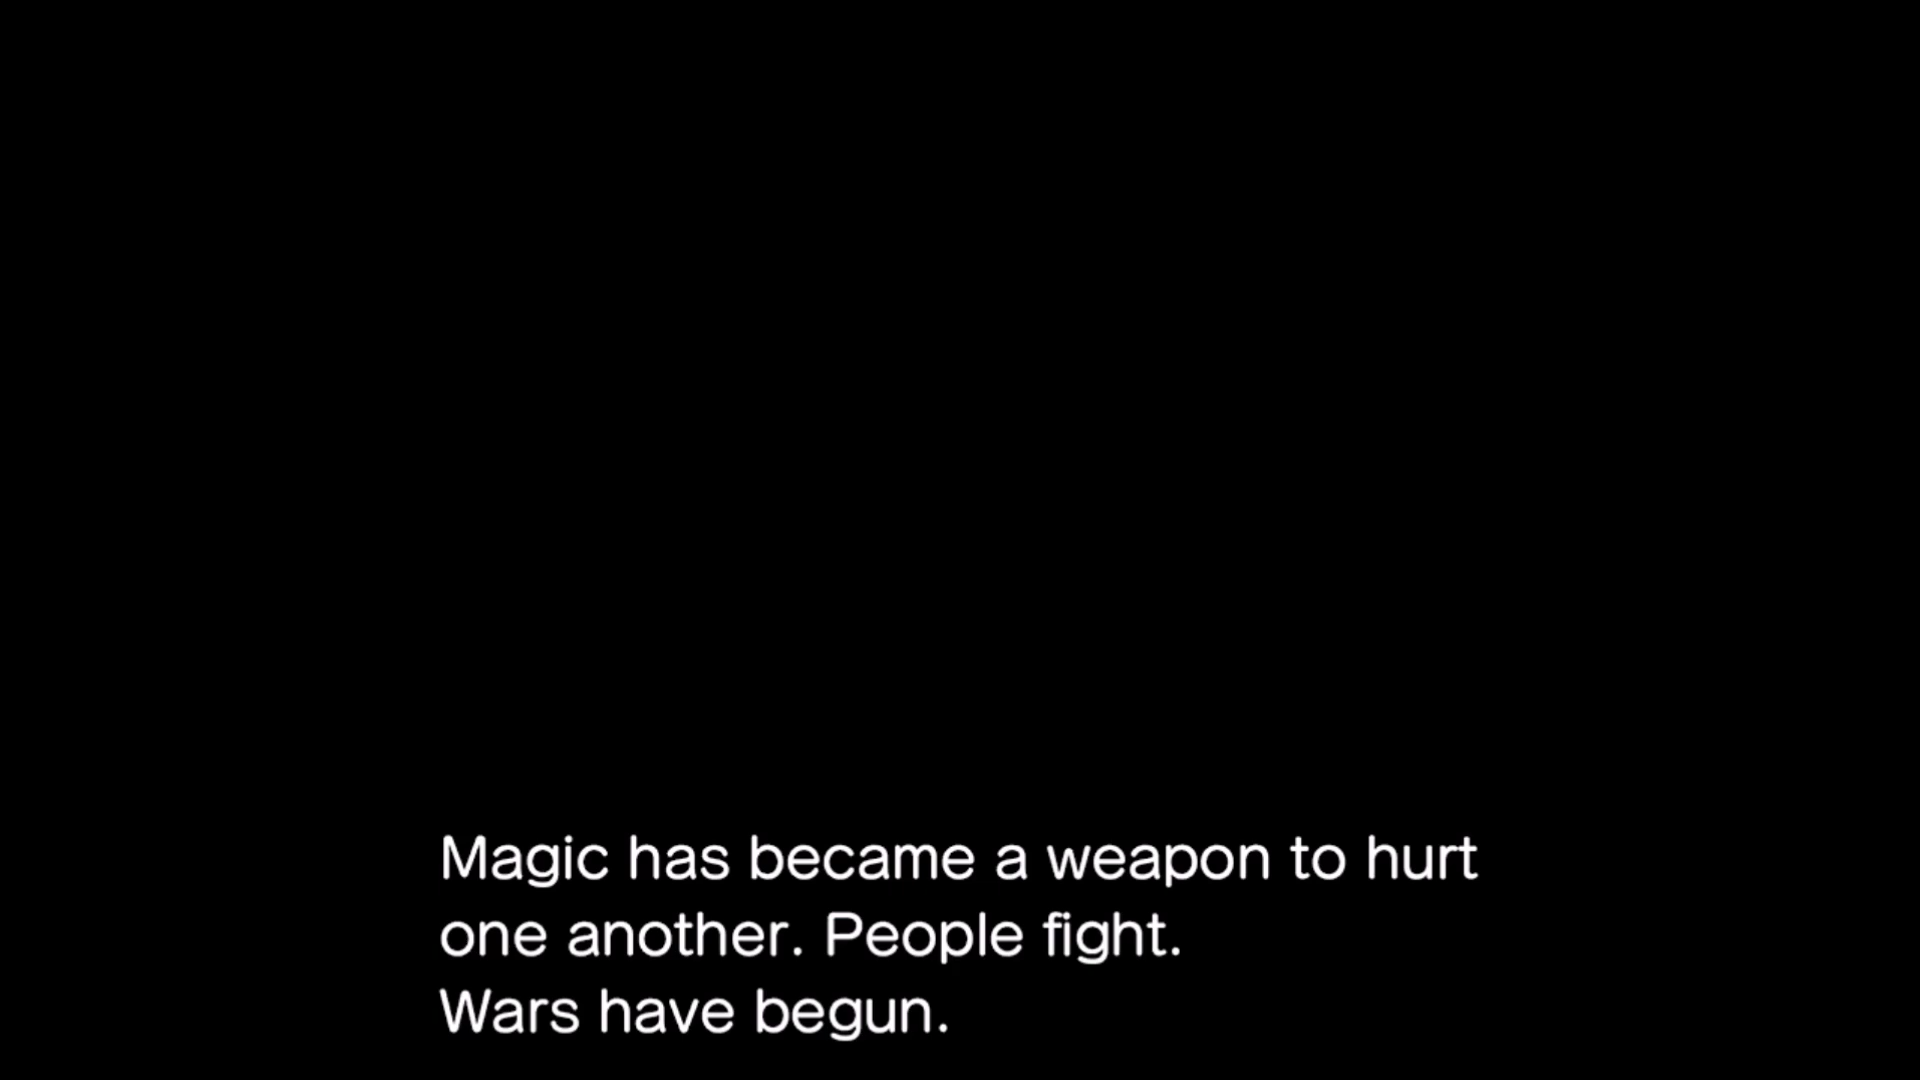 Magic has became a weapon to hurt
one another. People fight.
Wars have begun.